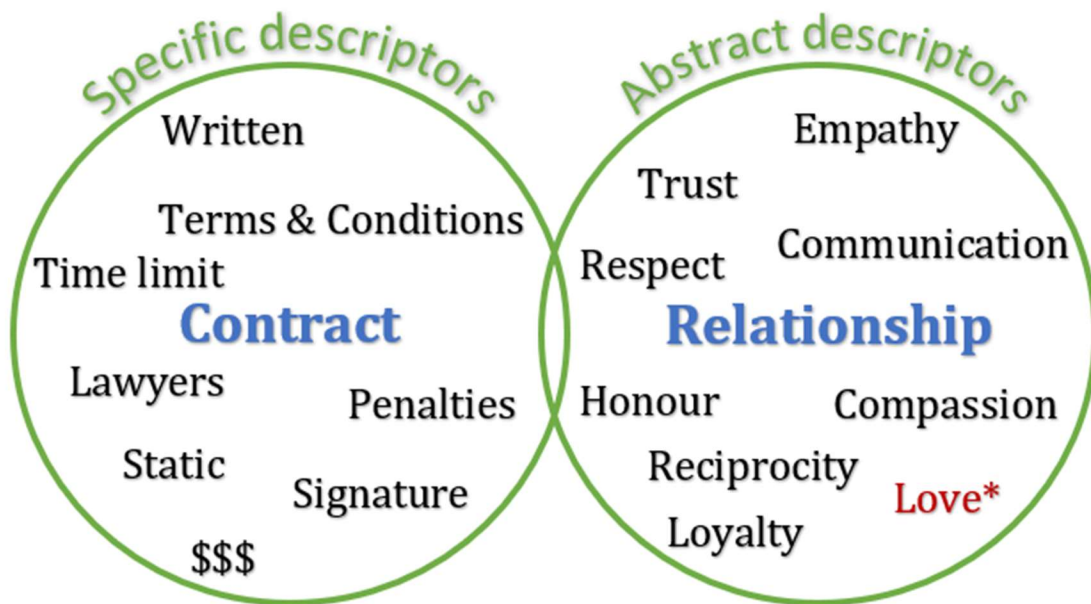 Specific descriptors
Written
Terms & Conditions
Time limit
Contract
Lawyers
Penalties
Static
Signature
$$$
Abstract descriptors
Empathy
Trust
Communication
Respect
Relationship
Honour
Compassion
Reciprocity
Love*
Loyalty